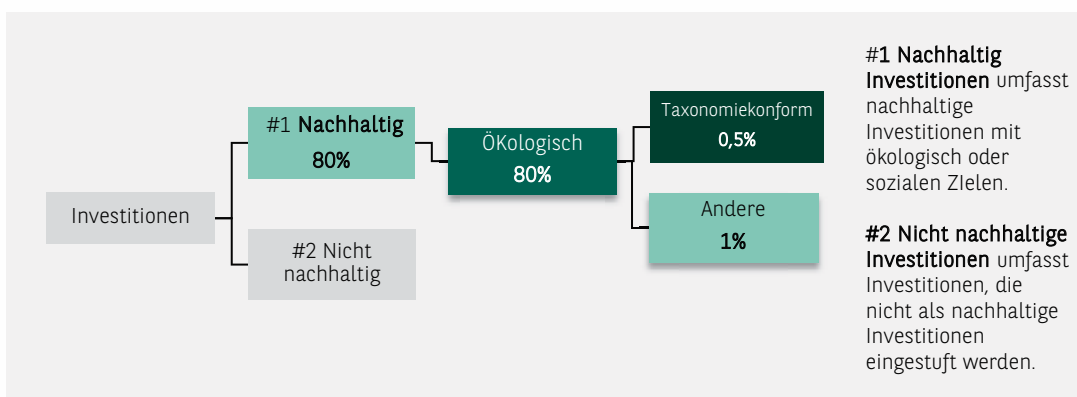 Investitionen
#1 Nachhaltig
80%
#2 Nicht
nachhaltig
ÖKologisch
80%
Taxonomiekonform
0,5%
Andere
1%
#1 Nachhaltig
Investitionen umfasst
nachhaltige
Investitionen mit
ökologisch oder
sozialen ZIelen.
#2 Nicht nachhaltige
Investitionen umfasst
Investitionen, die
nicht als nachhaltige
Investitionen
eingestuft werden.